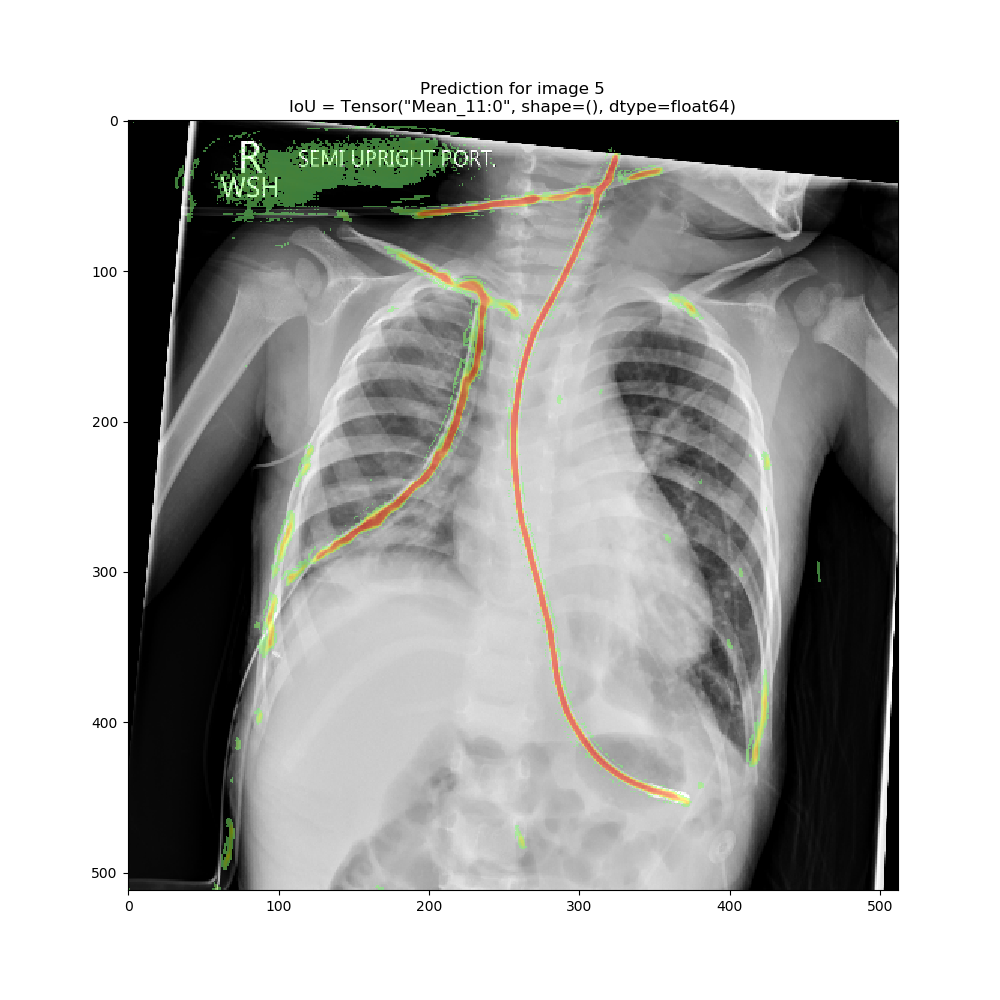 Prediction for image 5
IoU = Tensor("Mean_11:0", shape=(), dtype=float64)
0
R SEMI UPRIGHT PORT.
WSH
100
200
300
400
500
0 100 200 300 400 500